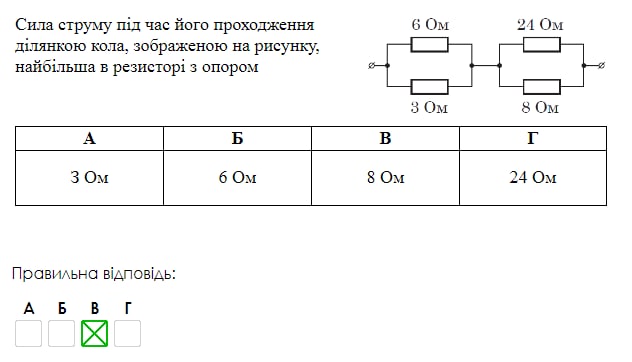 Сила струму під час його проходження
ділянкою кола, зображеною на рисунку,
найбільша в резисторі з опором
6 Ом 24 Ом
3 Ом 8 Ом
А Б В Г
3 Ом 6 Ом 8 Ом 24 Ом
Правильна відповідь:
А Б В Г